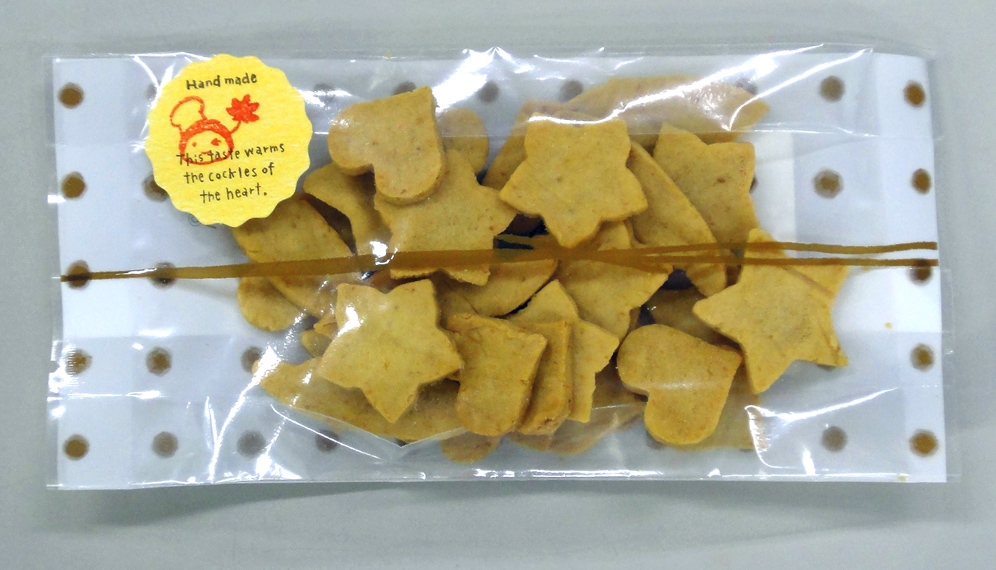 Hand made
This taste warms
the cockles of
the heart.